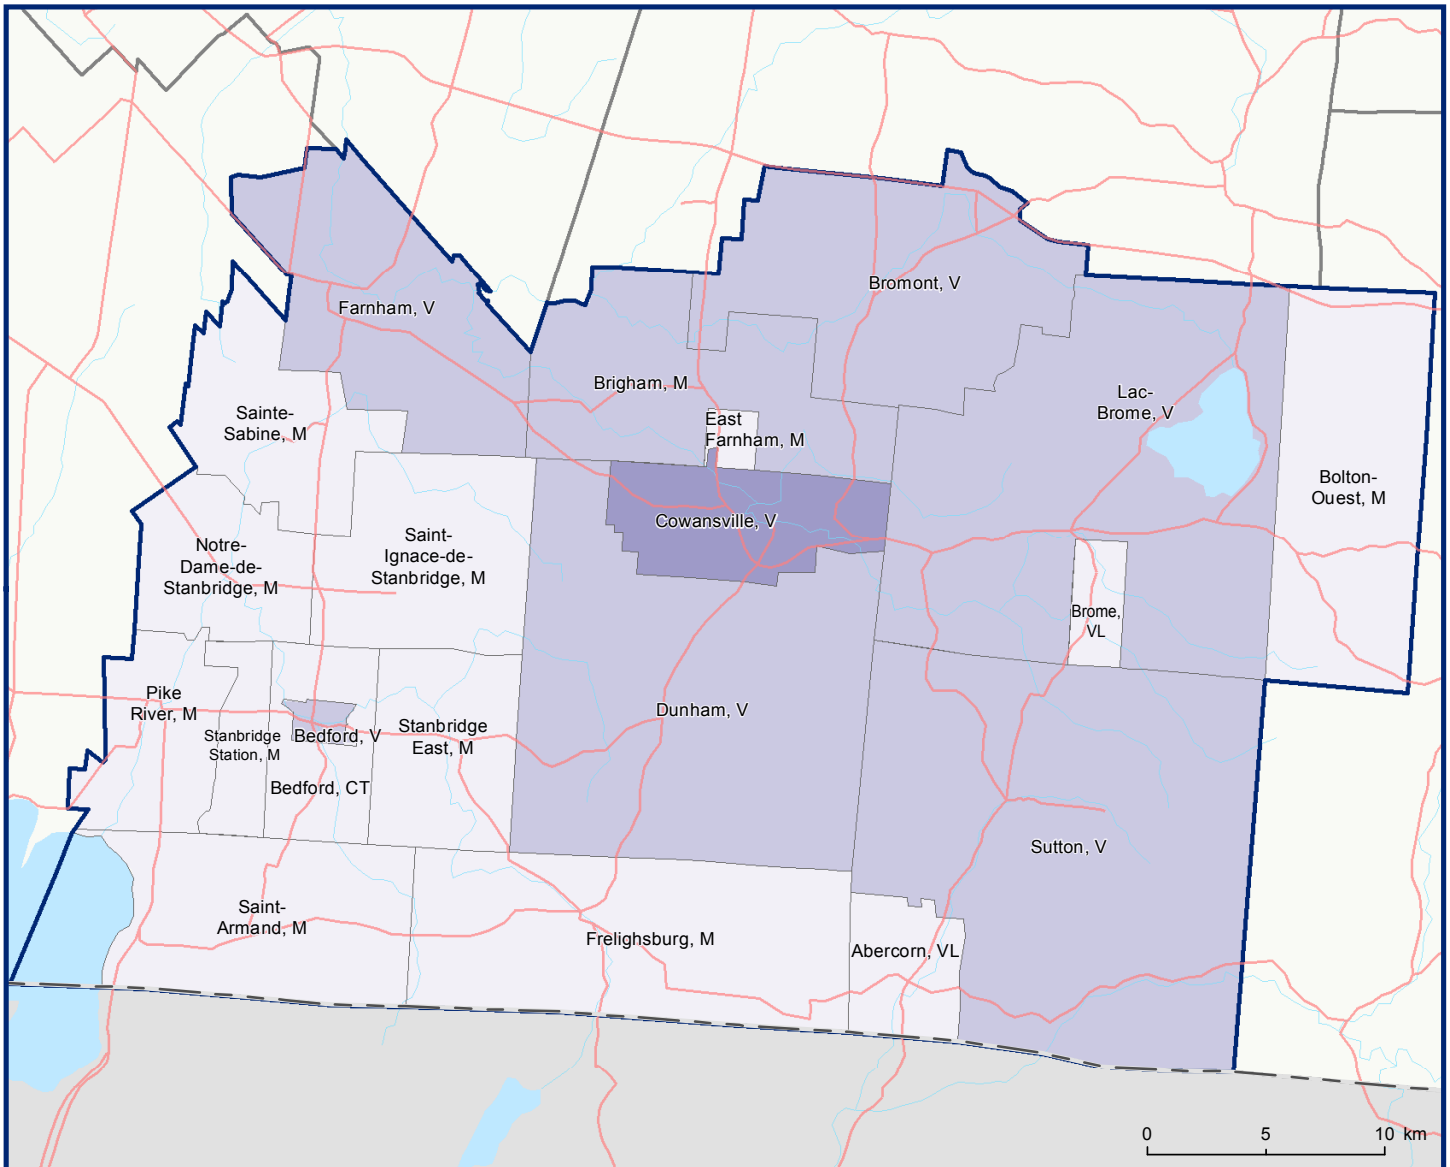 Bromont, V
Farnham, V
Brigham, M
Lac-
Brome, V
Sainte-
Sabine, M
East
Farnham, M
Bolton-
Ouest, M
Cowansville, V
Saint-
Ignace-de-
Stanbridge, M
Notre-
Dame-de-
Stanbridge, M
Brome,
VL
Pike
River, M
Dunham, V
Stanbridge
Station, M
Bedford, V
Stanbridge
East, M
Bedford, CT
Sutton, V
Saint-
Armand, M
Frelighsburg, M
Abercorn, VL
0 5 10 km